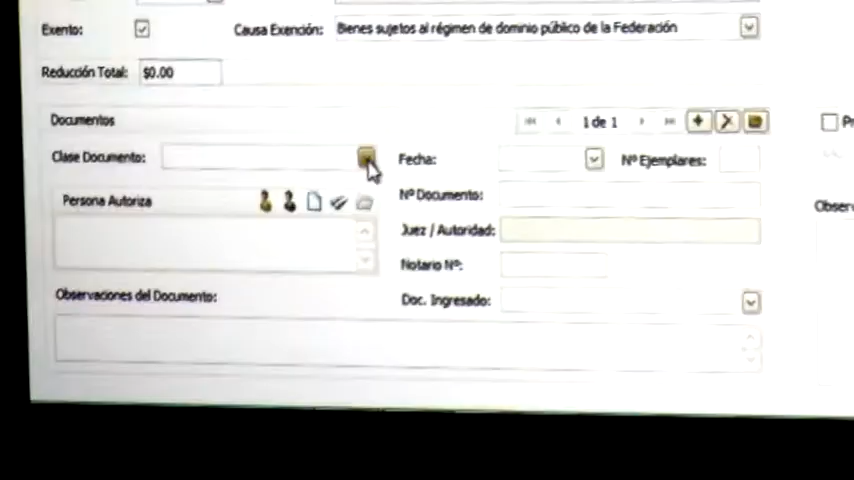 Exento: Causa Exención: Bienes sujetos al régimen de dominio público de la Federación
Reducción Total: $0.00
Documentos 1 de 1
Clase Documento: Fecha: Nº Ejemplares:
Persona Autoriza Nº Documento:
Juez / Autoridad:
Notario Nº:
Observaciones del Documento: Doc. Ingresado: